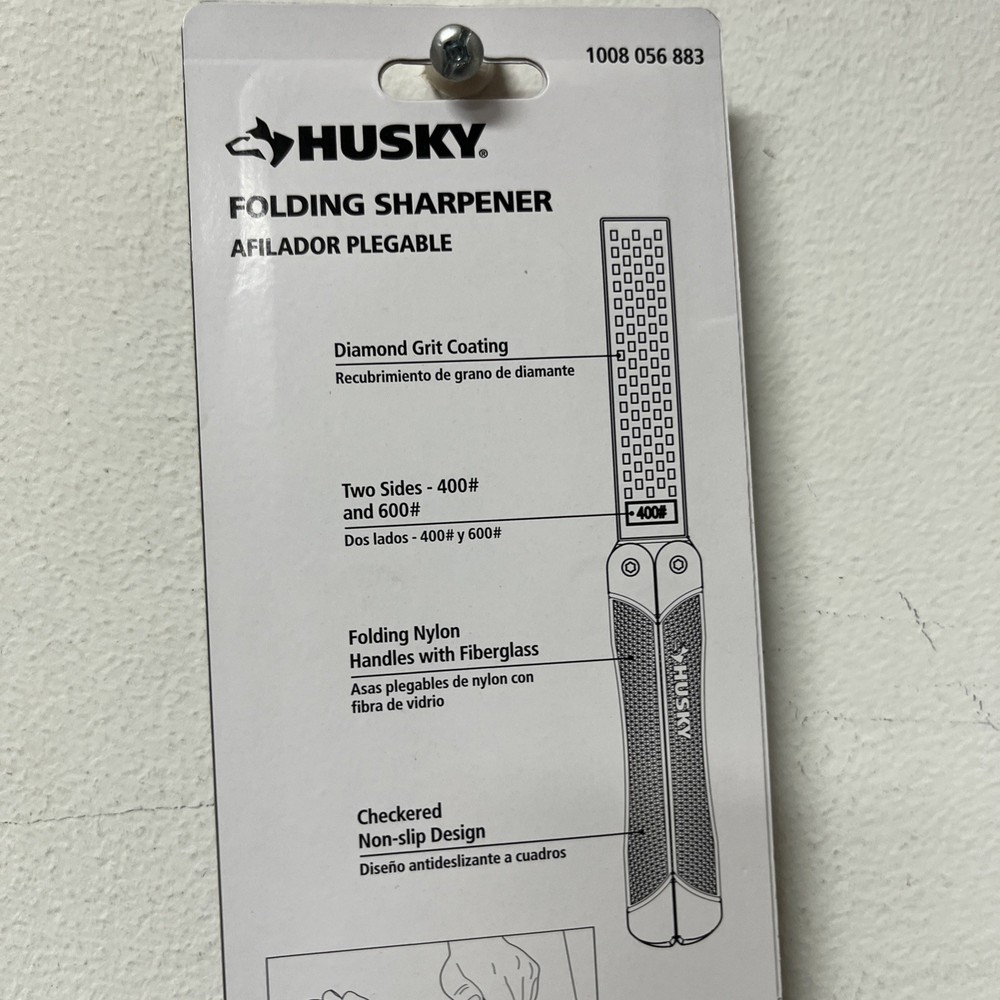 1008 056 883
HUSKY®
FOLDING SHARPENER
AFILADOR PLEGABLE
Diamond Grit Coating
Recubrimiento de grano de diamante
Two Sides - 400#
and 600#
Dos lados - 400# y 600#
400#
Folding Nylon
Handles with Fiberglass
Asas plegables de nylon con
fibra de vidrio
HUSKY
Checkered
Non-slip Design
Diseño antideslizante a cuadros